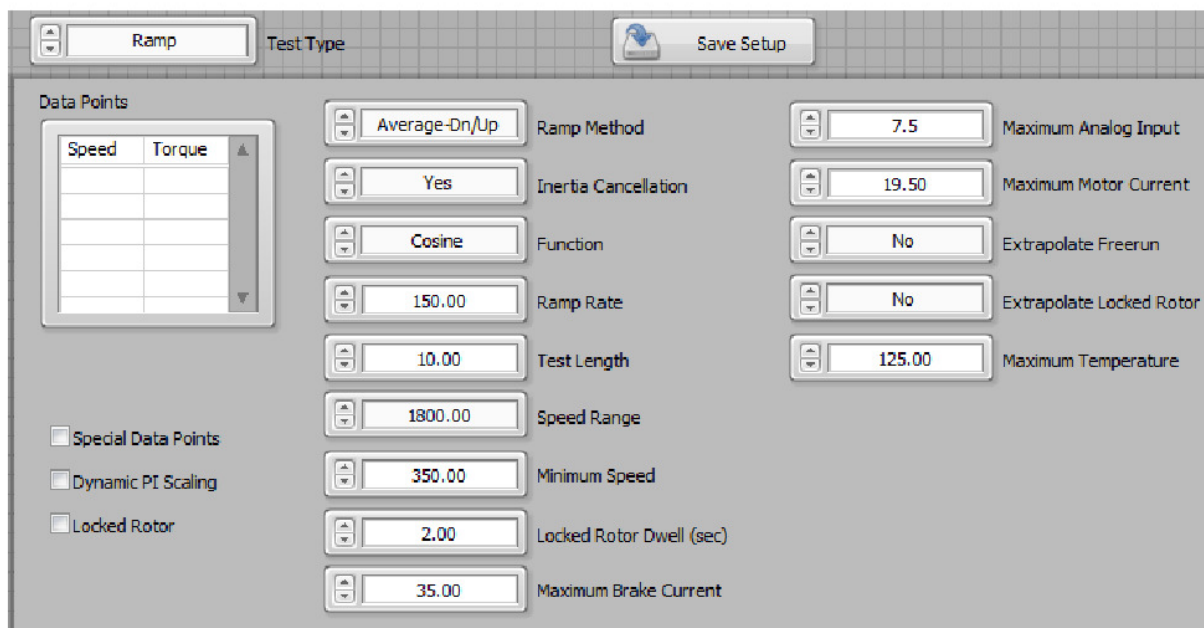 Ramp Test Type Save Setup
Data Points
Speed Torque
Special Data Points
Dynamic PI Scaling
Locked Rotor
Average-Dn/Up Ramp Method
Yes Inertia Cancellation
Cosine Function
150.00 Ramp Rate
10.00 Test Length
1800.00 Speed Range
350.00 Minimum Speed
2.00 Locked Rotor Dwell (sec)
35.00 Maximum Brake Current
7.5 Maximum Analog Input
19.50 Maximum Motor Current
No Extrapolate Freerun
No Extrapolate Locked Rotor
125.00 Maximum Temperature